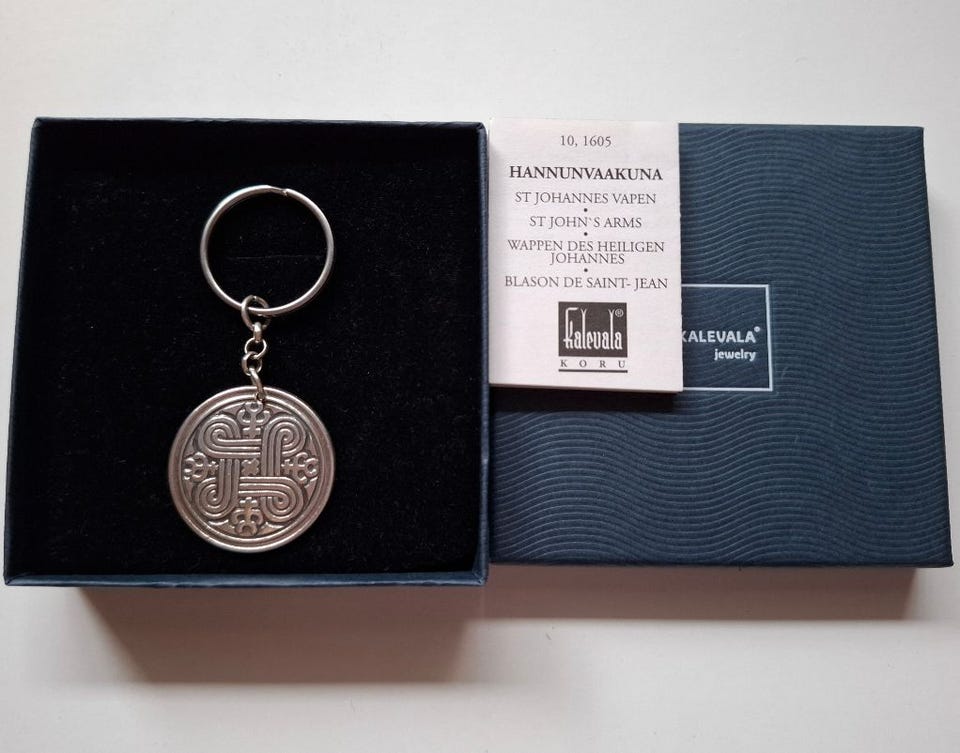 10, 1605
HANNUNVAAKUNA
ST JOHANNES VAPEN
•
ST JOHN`S ARMS
•
WAPPEN DES HEILIGEN
JOHANNES
•
BLASON DE SAINT- JEAN
Kalevala®
KORU
KALEVALA®
jewelry